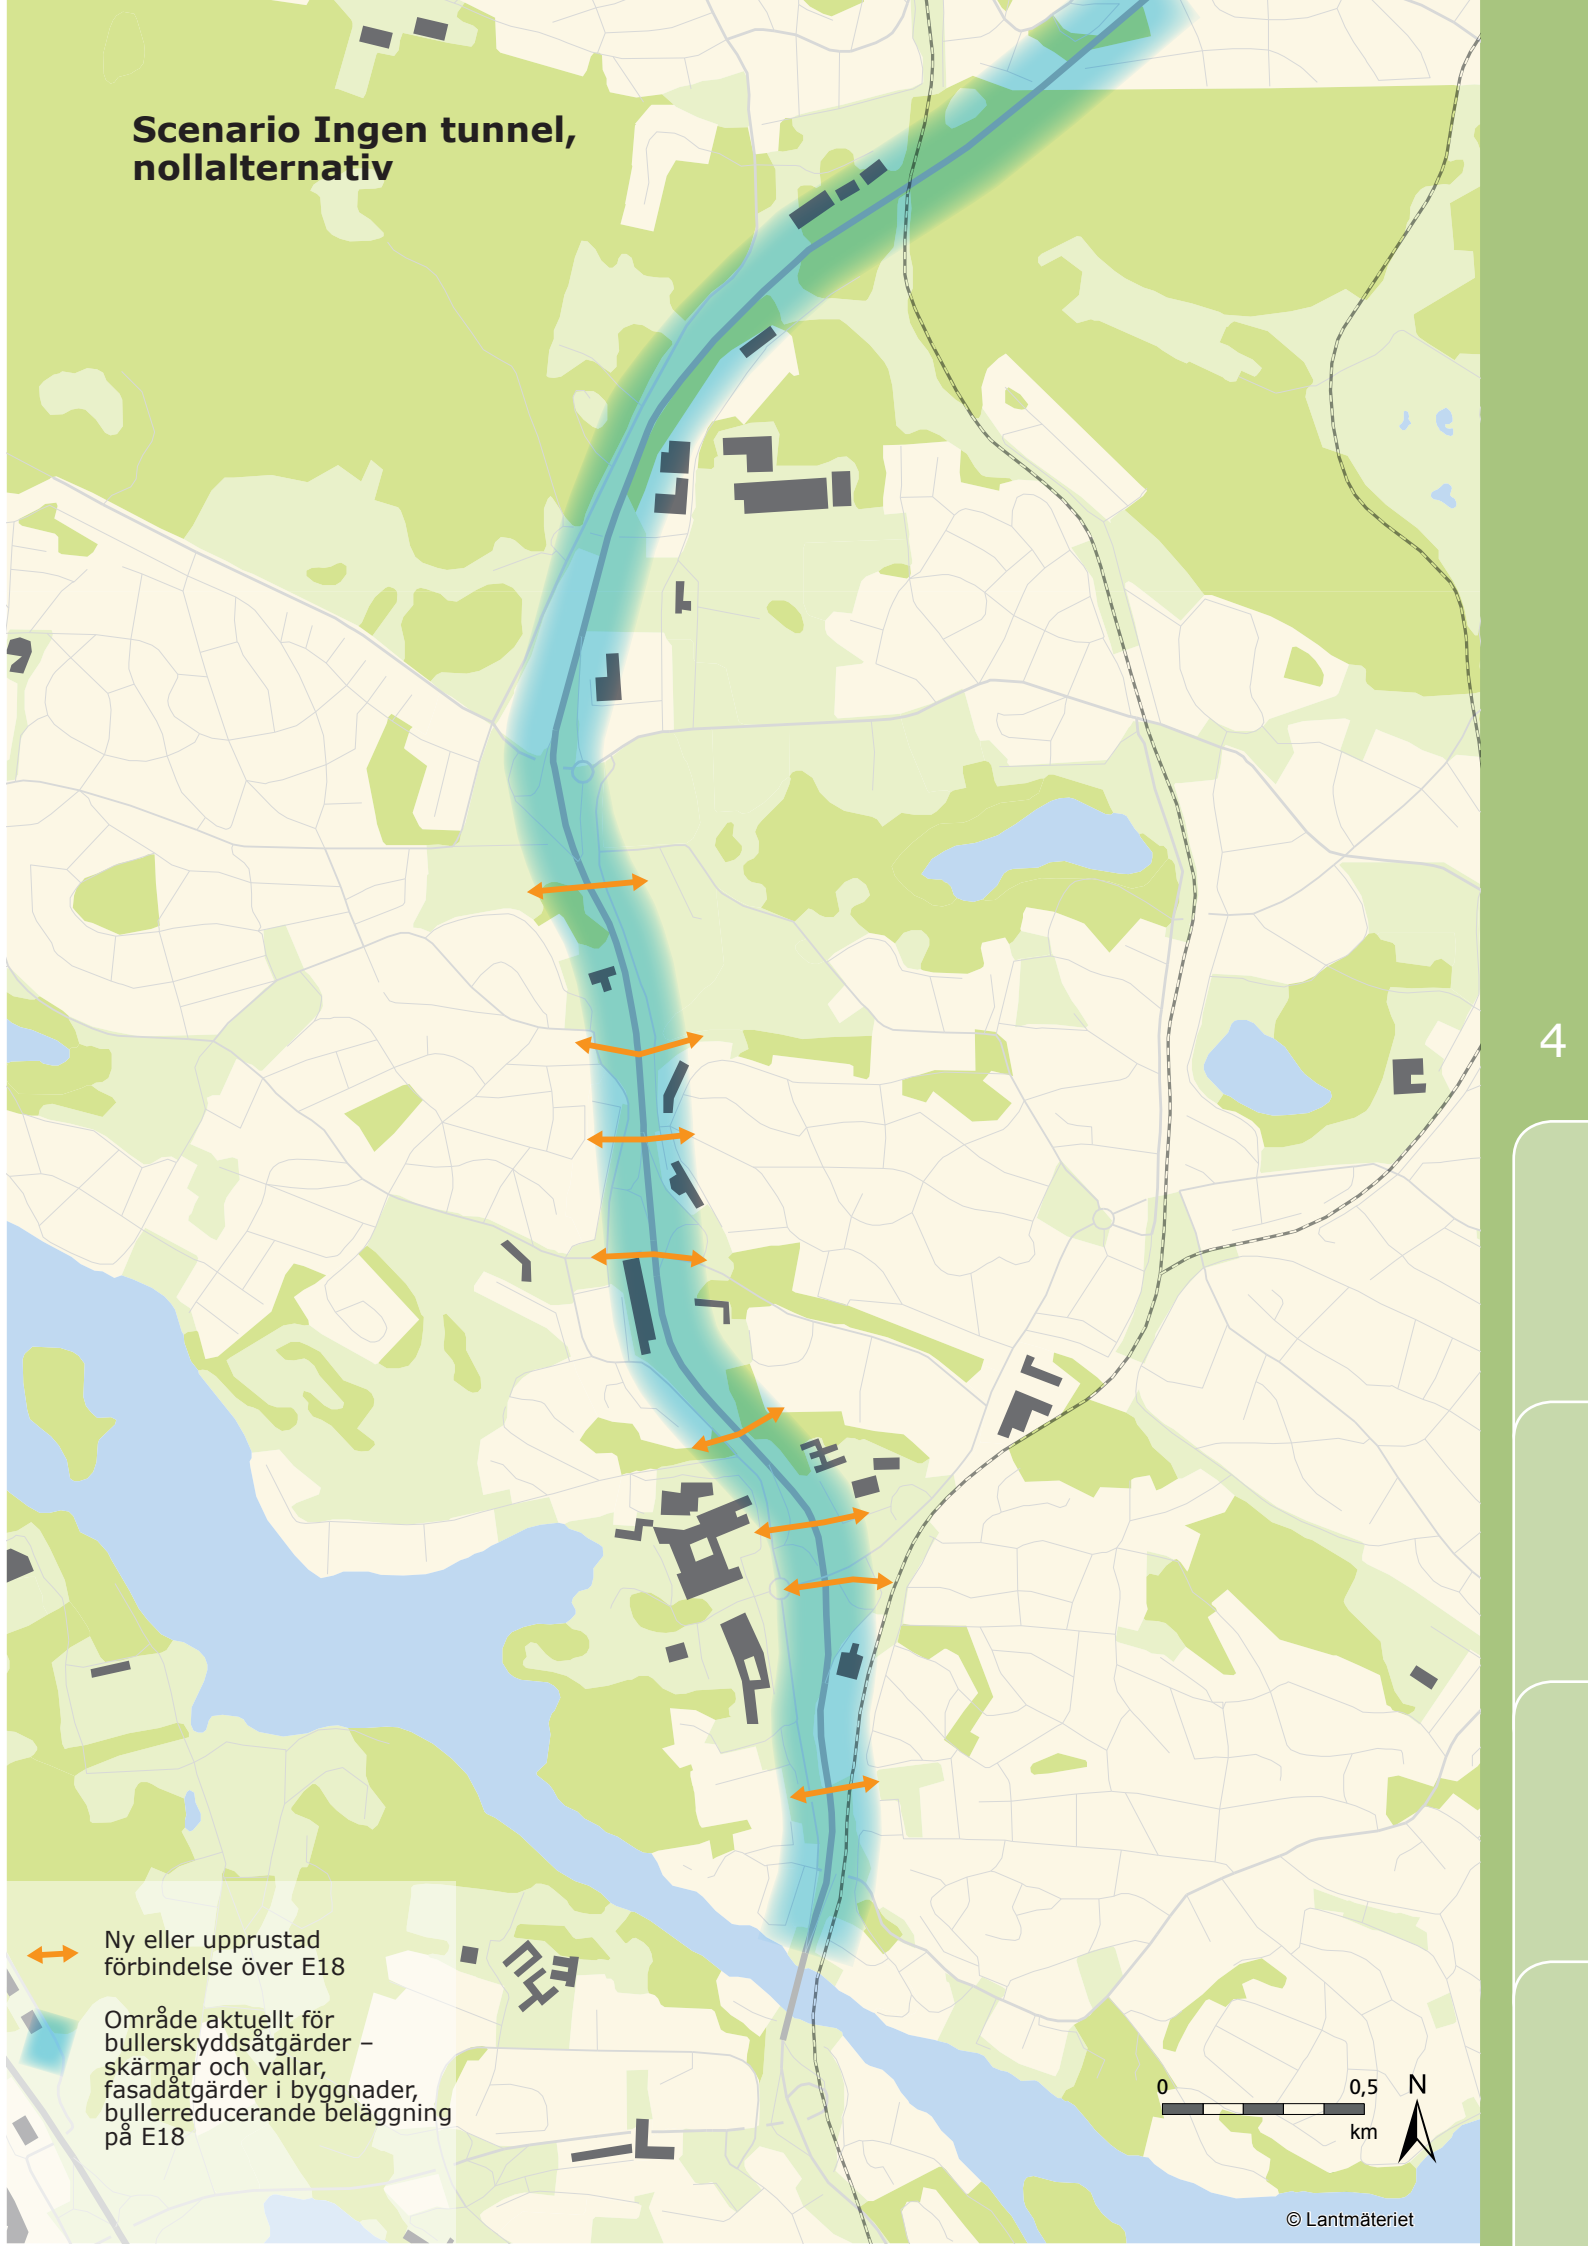 Scenario Ingen tunnel,
nollalternativ
4
Ny eller upprustad
förbindelse över E18
Område aktuellt för
bullerskyddsåtgärder –
skärmar och vallar,
fasadåtgärder i byggnader,
bullerreducerande beläggning
på E18
0 0,5 N
km
© Lantmäteriet